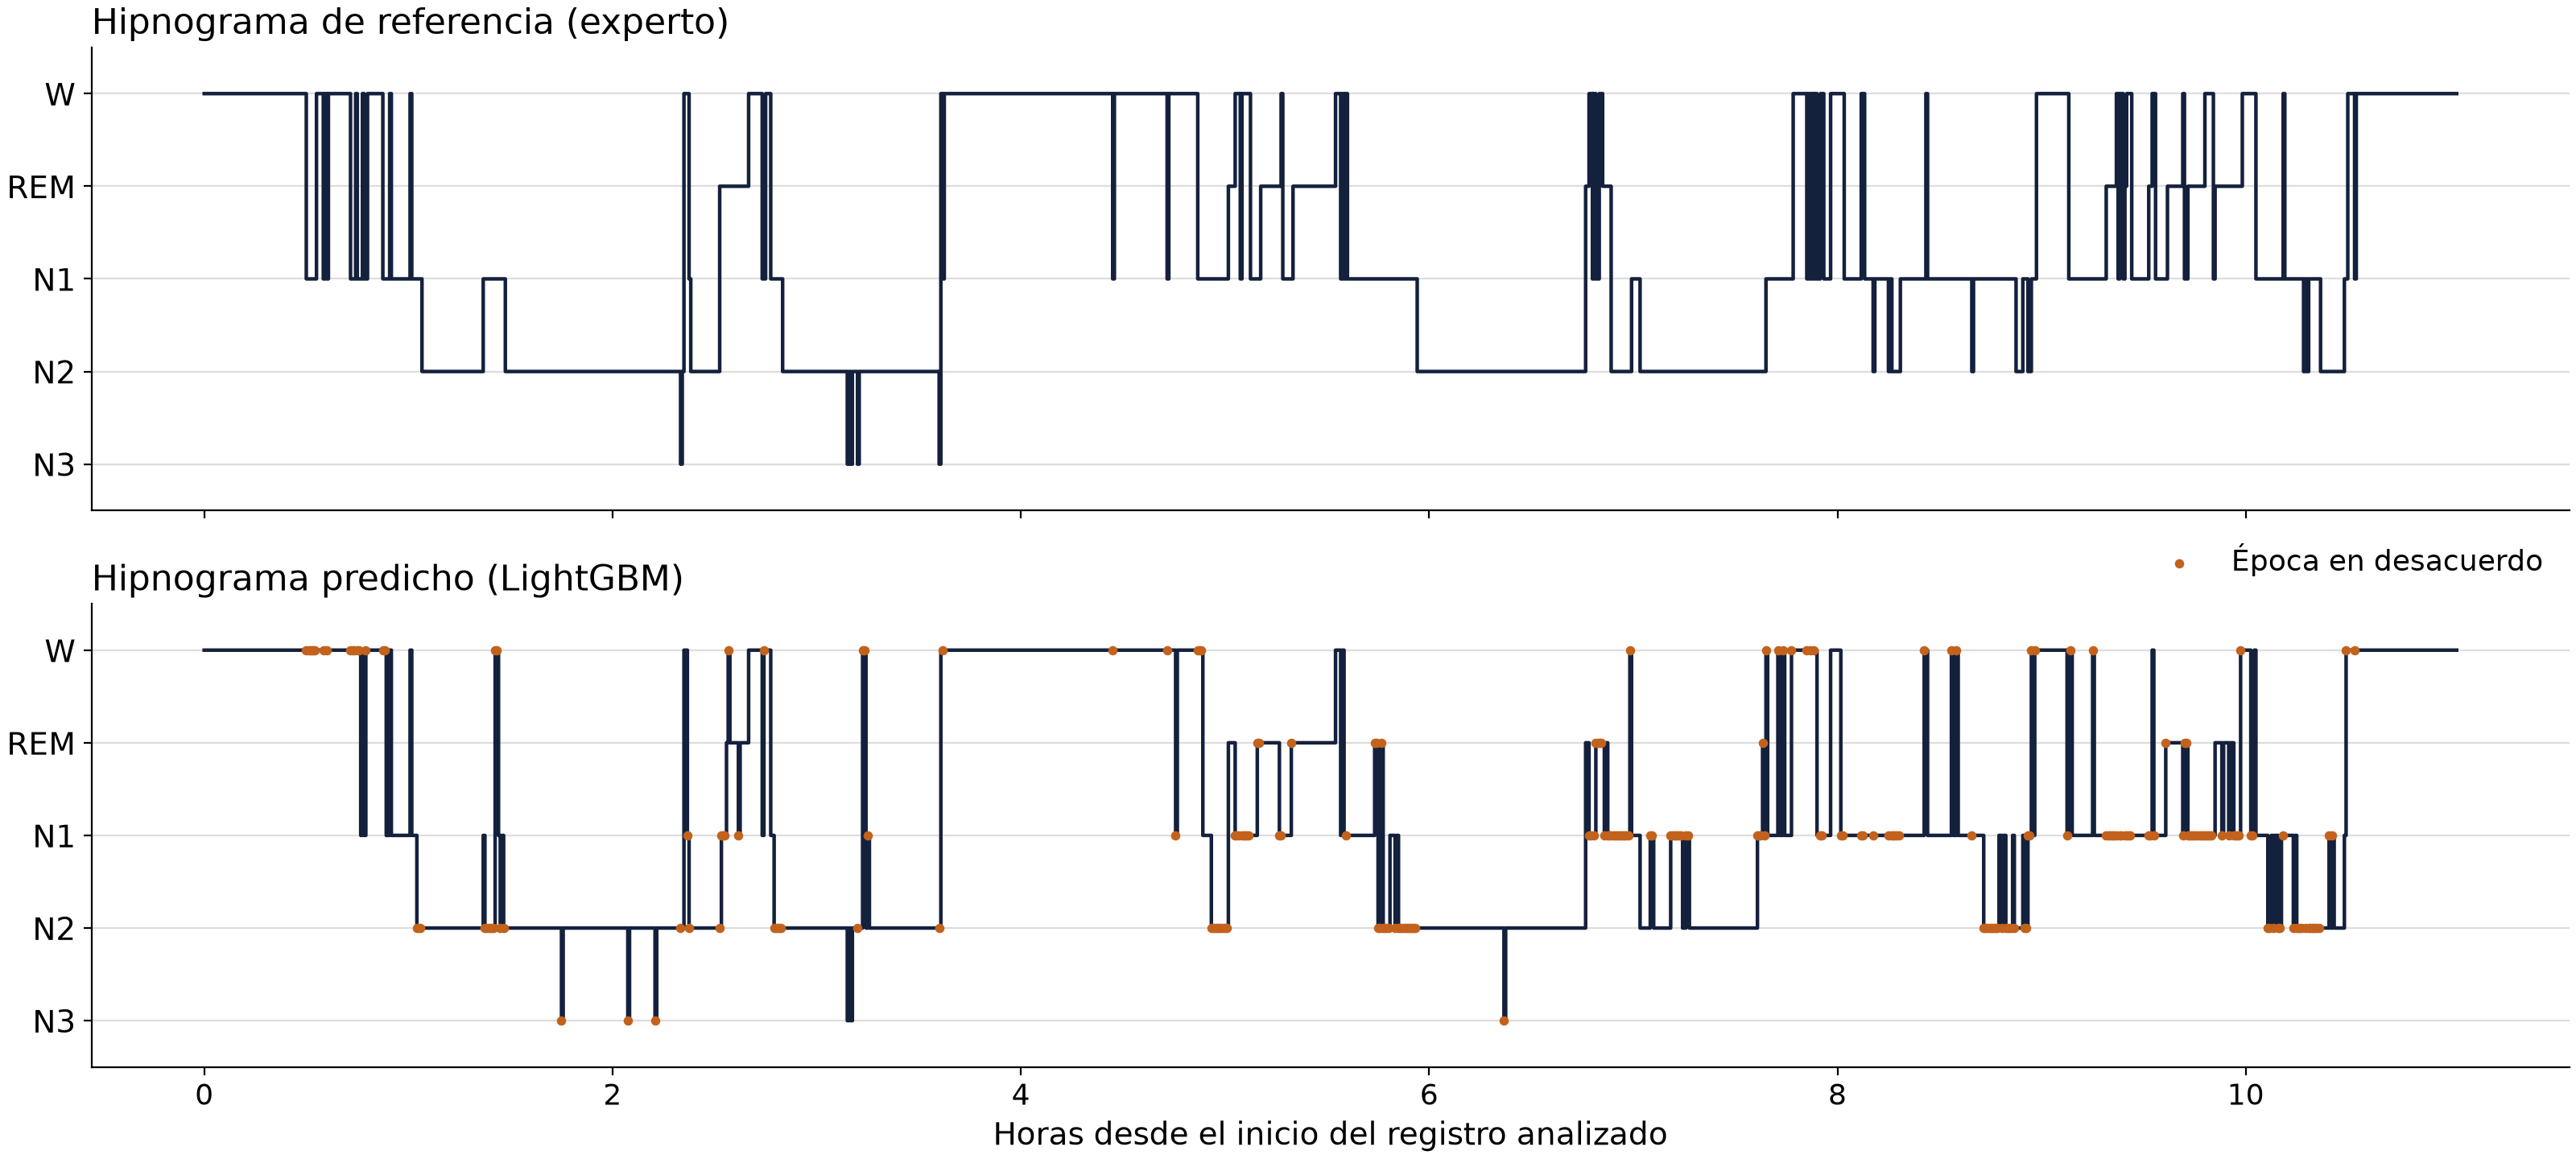 Hipnograma de referencia (experto)
W
REM
N1
N2
N3
Época en desacuerdo
Hipnograma predicho (LightGBM)
W
REM
N1
N2
N3
0 2 4 6 8 10
Horas desde el inicio del registro analizado